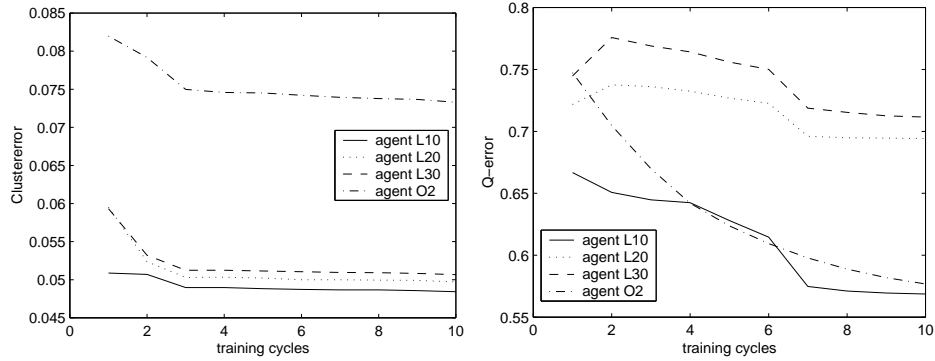 0.085
0.08
0.075
0.07
0.065
0.06
0.055
0.05
0.045
Clustererror
0 2 4 6 8 10
training cycles
agent L10
agent L20
agent L30
agent O2
0.8
0.75
0.7
0.65
0.6
0.55
Q-error
0 2 4 6 8 10
training cycles
agent L10
agent L20
agent L30
agent O2